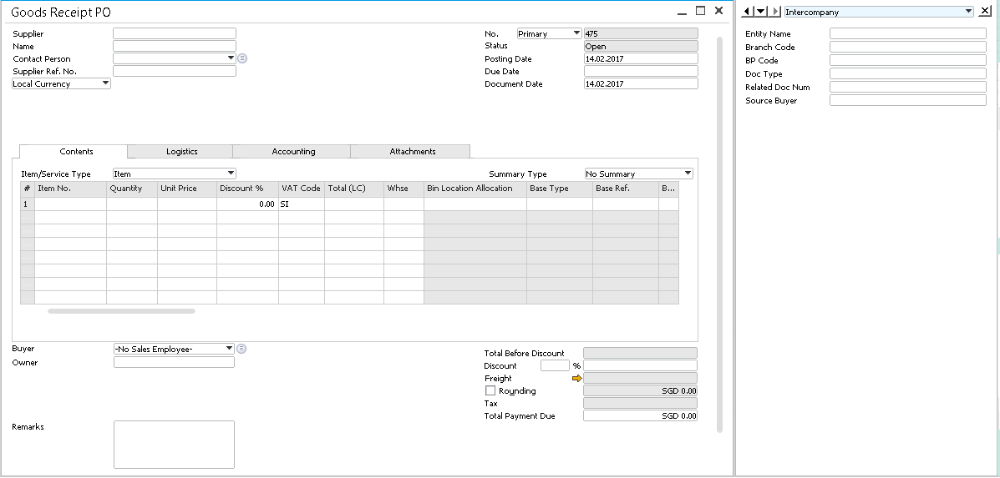 Goods Receipt PO
Supplier
Name
Contact Person
Supplier Ref. No.
Local Currency
No. Primary 475
Status Open
Posting Date 14.02.2017
Due Date
Document Date 14.02.2017
Contents Logistics Accounting Attachments
Item/Service Type Item Summary Type No Summary
# Item No. Quantity Unit Price Discount % VAT Code Total (LC) Whse Bin Location Allocation Base Type Base Ref. B...
1 0.00 SI
Buyer -No Sales Employee-
Owner
Total Before Discount
Discount %
Freight
Rounding SGD 0.00
Tax
Total Payment Due SGD 0.00
Remarks
Intercompany
Entity Name
Branch Code
BP Code
Doc Type
Related Doc Num
Source Buyer